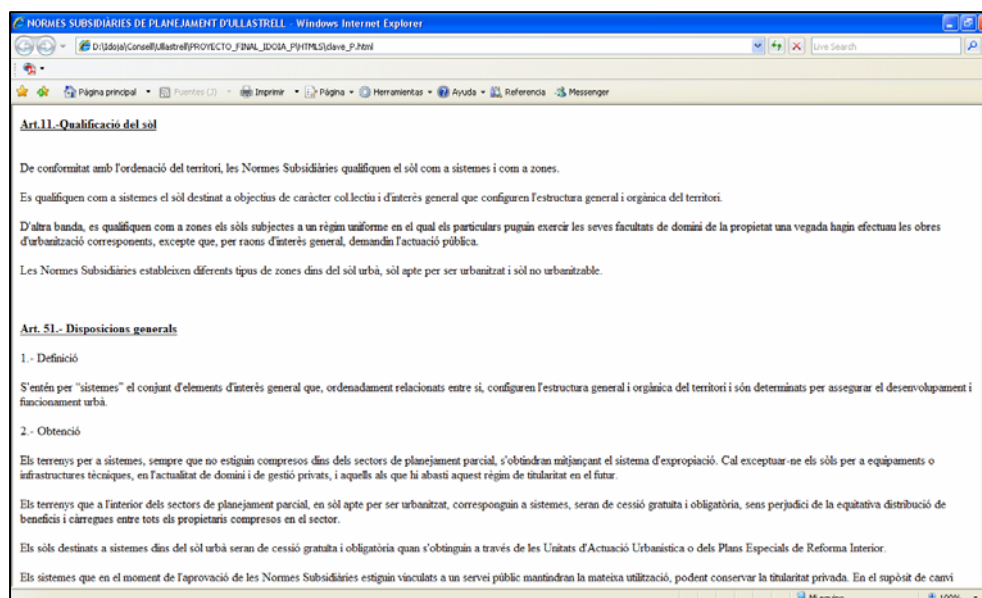 NORMES SUBSIDIÀRIES DE PLANEJAMENT D'ULLASTRELL - Windows Internet Explorer
D:\Idoja\Consell\Ullastrell\PROYECTO_FINAL_IDOIA_P\HTMLS\clave_P.html
Live Search
Página principal Fuentes (J) Imprimir Página Herramientas Ayuda Referencia Messenger
Art.11.-Qualificació del sòl
De conformitat amb l'ordenació del territori, les Normes Subsidiàries qualifiquen el sòl com a sistemes i com a zones.
Es qualifiquen com a sistemes el sòl destinat a objectius de caràcter col.lectiu i d'interès general que configuren l'estructura general i orgànica del territori.
D'altra banda, es qualifiquen com a zones els sòls subjectes a un règim uniforme en el qual els particulars puguin exercir les seves facultats de domini de la propietat una vegada hagin efectuau les obres
d'urbanització corresponents, excepte que, per raons d'interès general, demandin l'actuació pública.
Les Normes Subsidiàries estableixen diferents tipus de zones dins del sòl urbà, sòl apte per ser urbanitzat i sòl no urbanitzable.
Art. 51.- Disposicions generals
1.- Definició
S'entén per "sistemes" el conjunt d'elements d'interès general que, ordenadament relacionats entre si, configuren l'estructura general i orgànica del territori i són determinats per assegurar el desenvolupament i
funcionament urbà.
2.- Obtenció
Els terrenys per a sistemes, sempre que no estiguin compresos dins dels sectors de planejament parcial, s'obtindran mitjançant el sistema d'expropiació. Cal exceptuar-ne els sòls per a equipaments o
infrastructures tècniques, en l'actualitat de domini i de gestió privats, i aquells als que hi abasti aquest règim de titularitat en el futur.
Els terrenys que a l'interior dels sectors de planejament parcial, en sòl apte per ser urbanitzat, corresponguin a sistemes, seran de cessió gratuïta i obligatòria, sens perjudici de la equitativa distribució de
beneficis i càrregues entre tots els propietaris compresos en el sector.
Els sòls destinats a sistemes dins del sòl urbà seran de cessió gratuïta i obligatòria quan s'obtinguin a través de les Unitats d'Actuació Urbanística o dels Plans Especials de Reforma Interior.
Els sistemes que en el moment de l'aprovació de les Normes Subsidiàries estiguin vinculats a un servei públic mantindran la mateixa utilització, podent conservar la titularitat privada. En el supòsit de canvi
100%